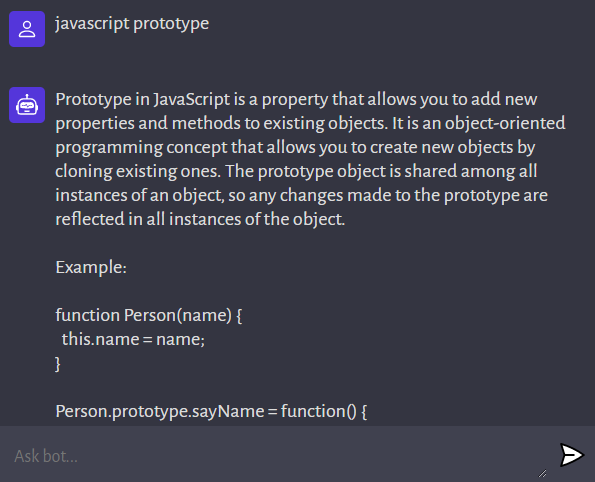 javascript prototype
Prototype in JavaScript is a property that allows you to add new
properties and methods to existing objects. It is an object-oriented
programming concept that allows you to create new objects by
cloning existing ones. The prototype object is shared among all
instances of an object, so any changes made to the prototype are
reflected in all instances of the object.
Example:
function Person(name) {
  this.name = name;
}
Person.prototype.sayName = function() {
Ask bot...